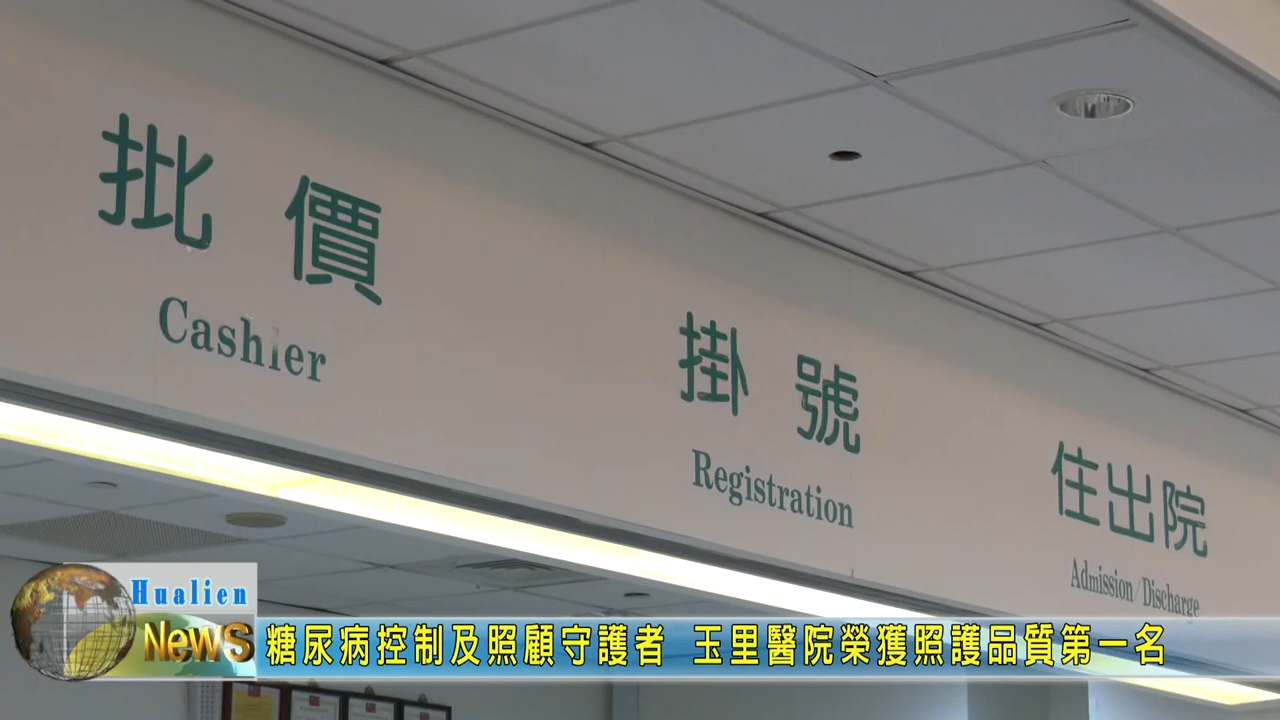 批價
Cashier
掛號
Registration
住出院
Admission/Discharge
Hualien
News
糖尿病控制及照顧守護者 玉里醫院榮獲照護品質第一名